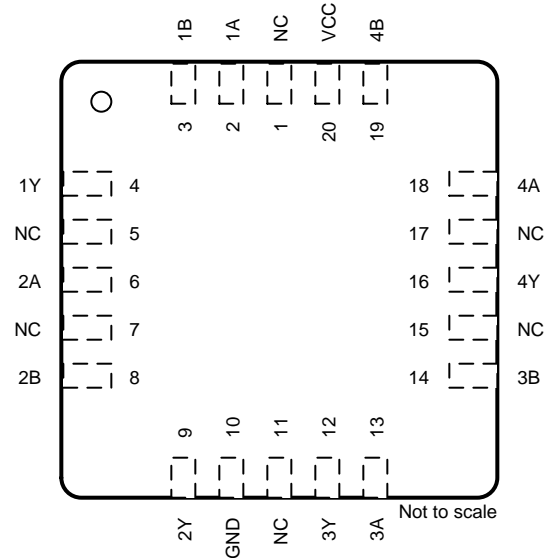 1B 1A NC VCC 4B
3 2 1 20 19
1Y 4 18 4A
NC 5 17 NC
2A 6 16 4Y
NC 7 15 NC
2B 8 14 3B
9 10 11 12 13
2Y GND NC 3Y 3A
Not to scale